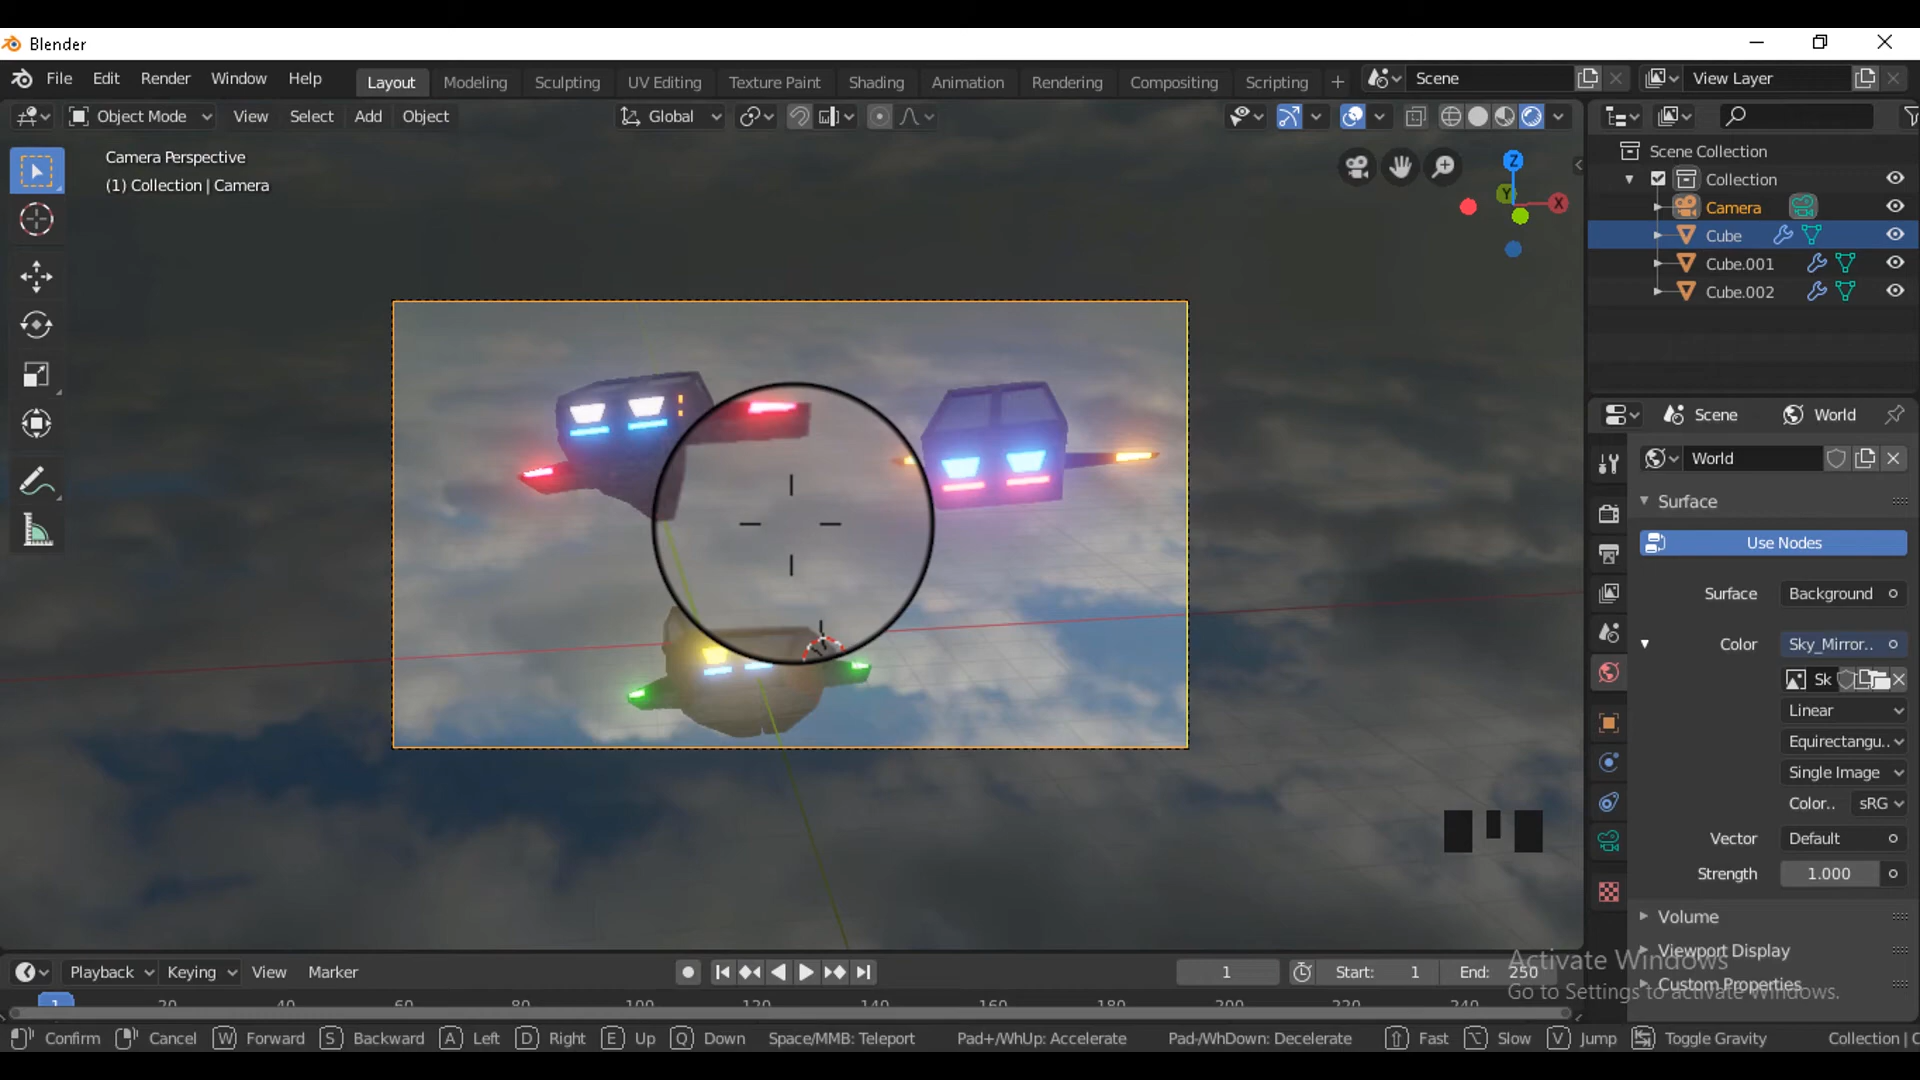 Blender
File Edit Render Window Help Layout Modeling Sculpting UV Editing Texture Paint Shading Animation Rendering Compositing Scripting + Scene View Layer
Object Mode View Select Add Object Global
Camera Perspective
(1) Collection | Camera
Z
Y
X
Scene Collection
Collection
Camera
Cube
Cube.001
Cube.002
Scene World
World
Surface
Use Nodes
Surface Background
Color Sky_Mirror..
Sk
Linear
Equirectangu..
Single Image
Color.. sRG
Vector Default
Strength 1.000
Volume
Viewport Display
Custom Properties
Activate Windows
Go to Settings to activate Windows.
Playback Keying View Marker 1 Start: 1 End: 250
1 20 40 60 80 100 120 140 160 180 200 220 240
Confirm Cancel W Forward S Backward A Left D Right E Up Q Down Space/MMB: Teleport Pad+/WhUp: Accelerate Pad-/WhDown: Decelerate Fast Slow V Jump Toggle Gravity Collection | C